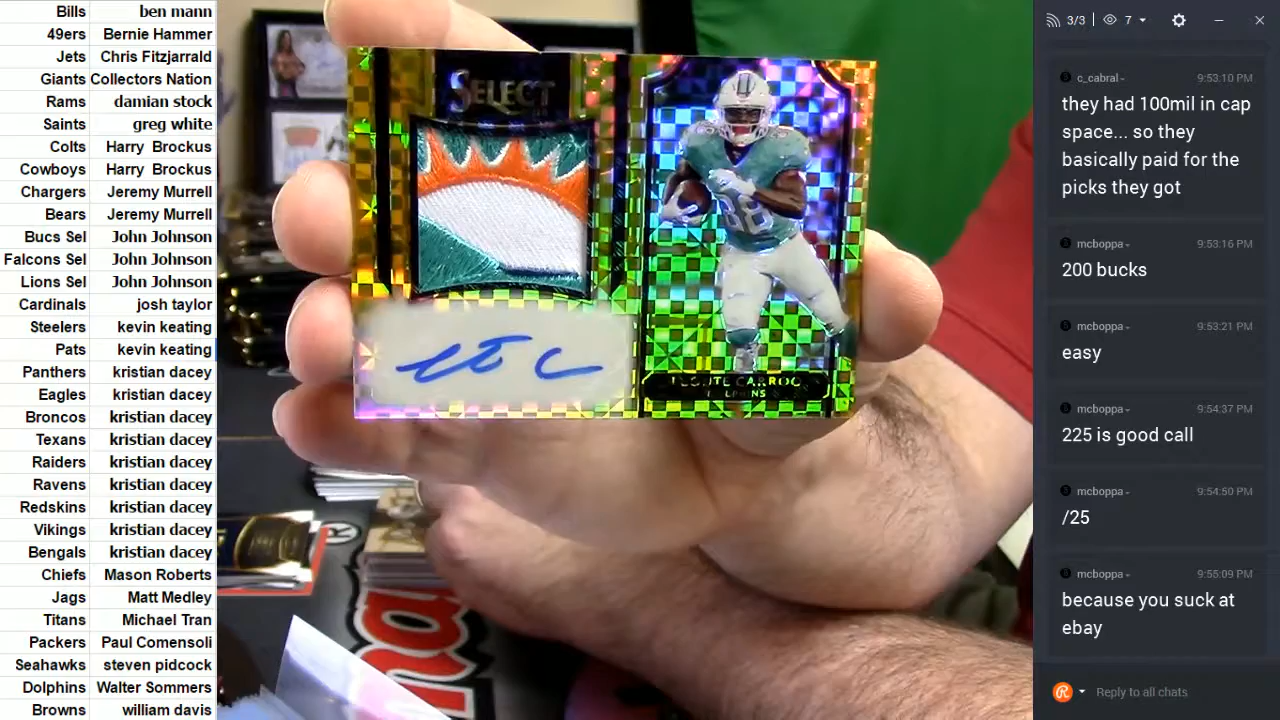 Bills ben mann
49ers Bernie Hammer
Jets Chris Fitzjarrald
Giants Collectors Nation
Rams damian stock
Saints greg white
Colts Harry Brockus
Cowboys Harry Brockus
Chargers Jeremy Murrell
Bears Jeremy Murrell
Bucs Sel John Johnson
Falcons Sel John Johnson
Lions Sel John Johnson
Cardinals josh taylor
Steelers kevin keating
Pats kevin keating
Panthers kristian dacey
Eagles kristian dacey
Broncos kristian dacey
Texans kristian dacey
Raiders kristian dacey
Ravens kristian dacey
Redskins kristian dacey
Vikings kristian dacey
Bengals kristian dacey
Chiefs Mason Roberts
Jags Matt Medley
Titans Michael Tran
Packers Paul Comensoli
Seahawks steven pidcock
Dolphins Walter Sommers
Browns william davis
SELECT
88
DOLPHINS
3/3 7
c_cabral 9:53:10 PM
they had 100mil in cap
space... so they
basically paid for the
picks they got
mcboppa 9:53:16 PM
200 bucks
mcboppa 9:53:21 PM
easy
mcboppa 9:54:37 PM
225 is good call
mcboppa 9:54:50 PM
/25
mcboppa 9:55:09 PM
because you suck at
ebay
Reply to all chats